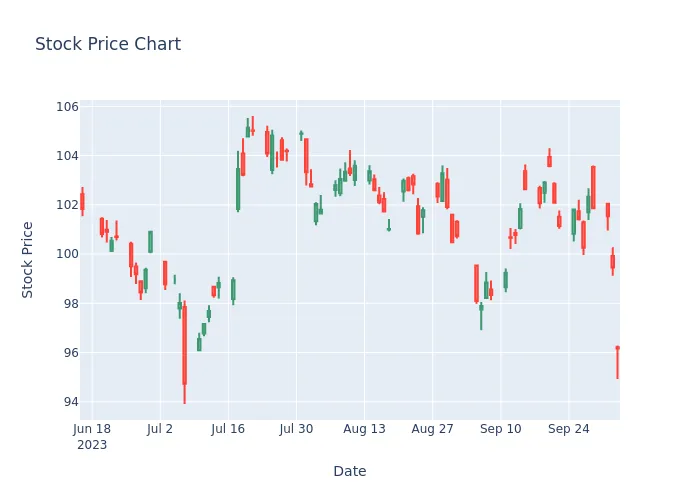 Stock Price Chart
106
104
102
100
98
96
94
Stock Price
Jun 18
2023
Jul 2
Jul 16
Jul 30
Aug 13
Aug 27
Sep 10
Sep 24
Date